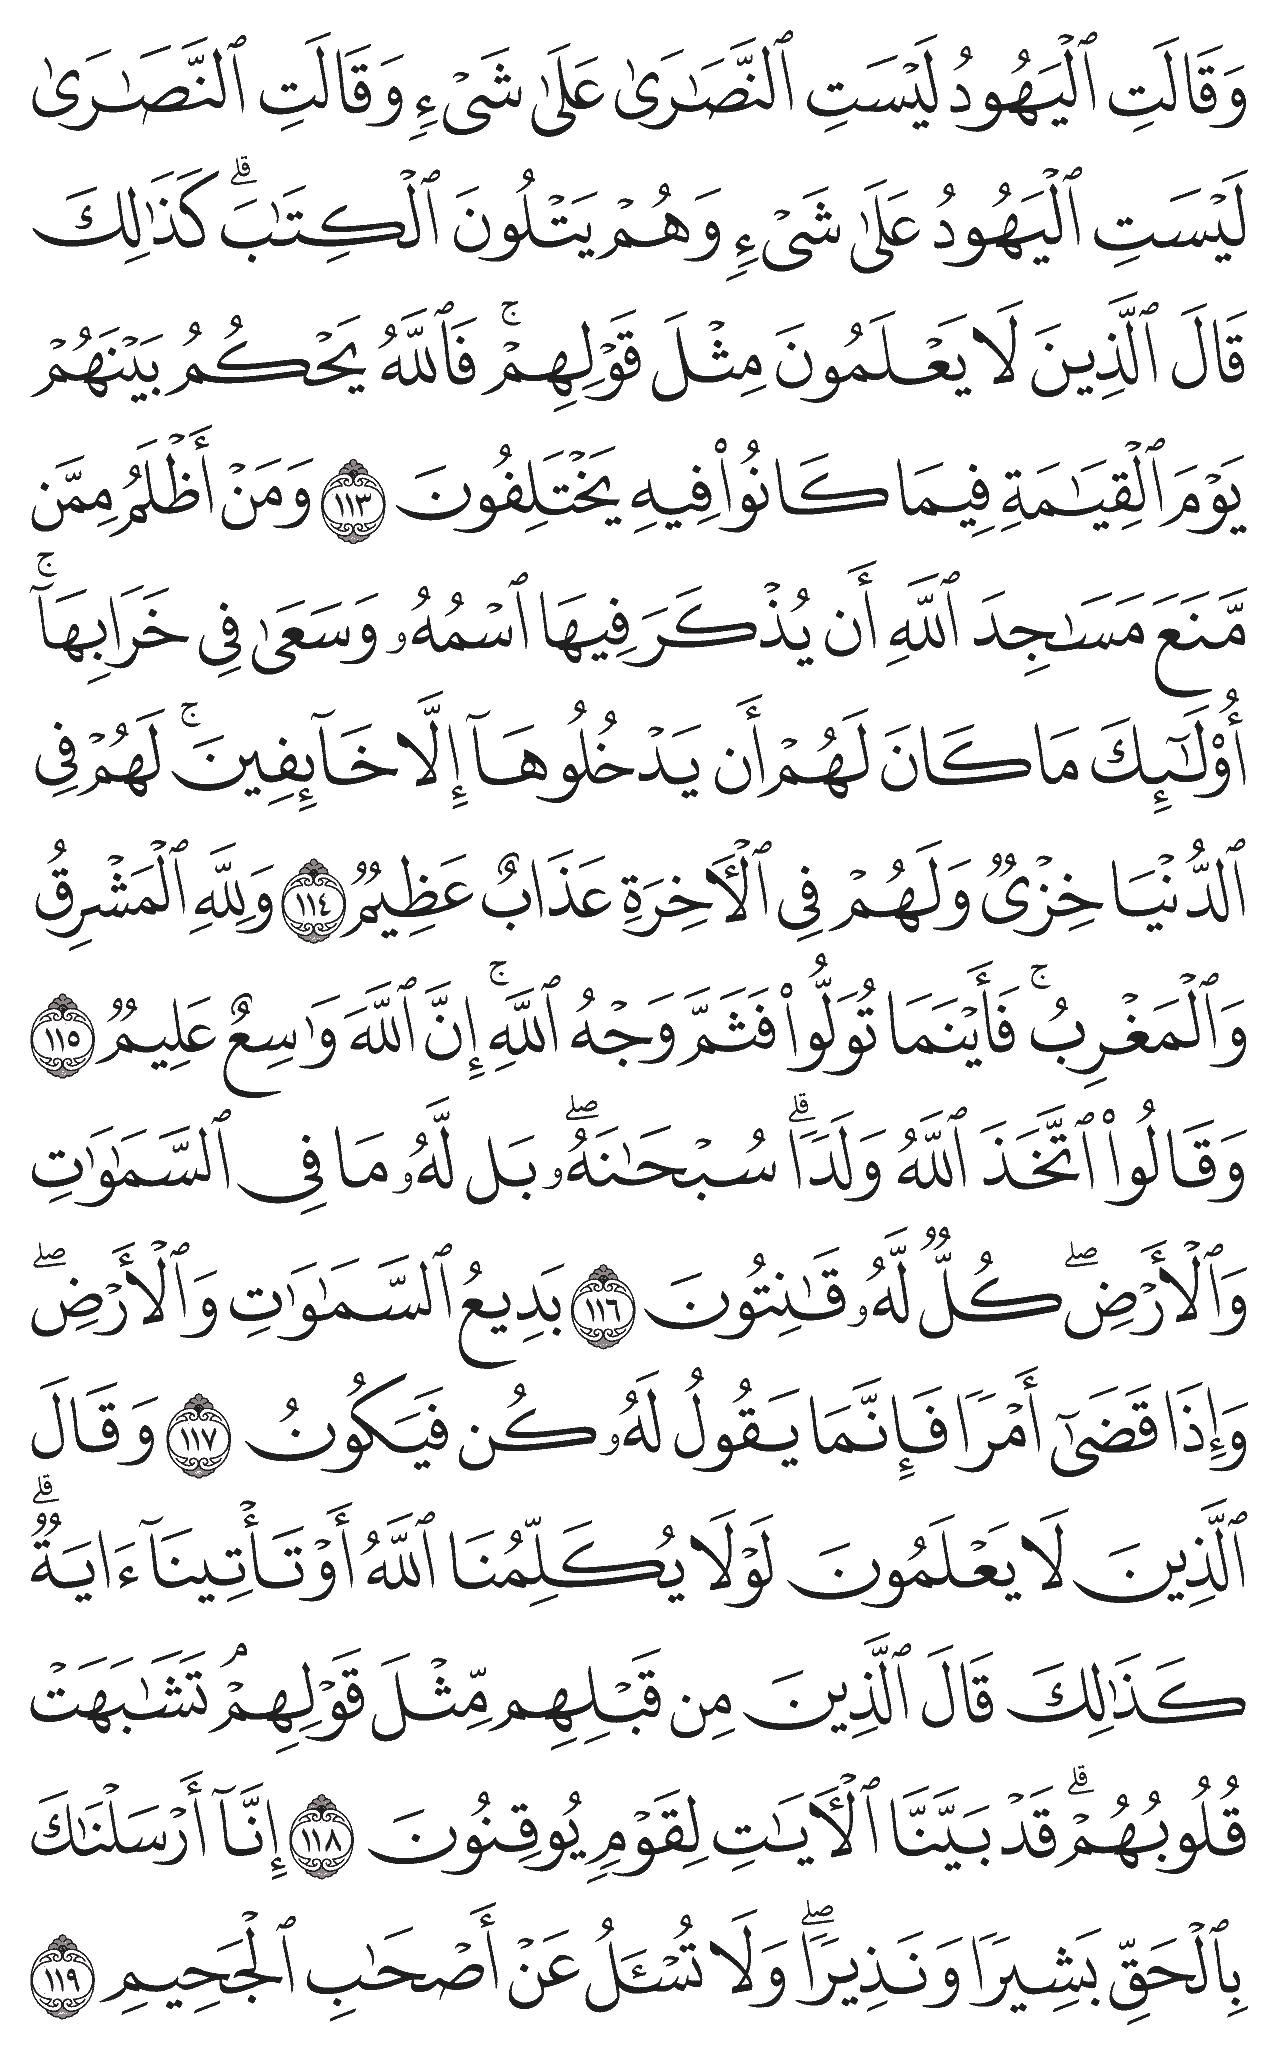 وَقَالَتِ ٱلْيَهُودُ لَيْسَتِ ٱلنَّصَٰرَىٰ عَلَىٰ شَىْءٍ وَقَالَتِ ٱلنَّصَٰرَىٰ
لَيْسَتِ ٱلْيَهُودُ عَلَىٰ شَىْءٍ وَهُمْ يَتْلُونَ ٱلْكِتَٰبَ ۗ كَذَٰلِكَ
قَالَ ٱلَّذِينَ لَا يَعْلَمُونَ مِثْلَ قَوْلِهِمْ ۚ فَٱللَّهُ يَحْكُمُ بَيْنَهُمْ
يَوْمَ ٱلْقِيَٰمَةِ فِيمَا كَانُوا۟ فِيهِ يَخْتَلِفُونَ ١١٣ وَمَنْ أَظْلَمُ مِمَّن
مَّنَعَ مَسَٰجِدَ ٱللَّهِ أَن يُذْكَرَ فِيهَا ٱسْمُهُۥ وَسَعَىٰ فِى خَرَابِهَآ ۚ
أُو۟لَٰٓئِكَ مَا كَانَ لَهُمْ أَن يَدْخُلُوهَآ إِلَّا خَآئِفِينَ ۚ لَهُمْ فِى
ٱلدُّنْيَا خِزْىٌ وَلَهُمْ فِى ٱلْـَٔاخِرَةِ عَذَابٌ عَظِيمٌ ١١٤ وَلِلَّهِ ٱلْمَشْرِقُ
وَٱلْمَغْرِبُ ۚ فَأَيْنَمَا تُوَلُّوا۟ فَثَمَّ وَجْهُ ٱللَّهِ ۚ إِنَّ ٱللَّهَ وَٰسِعٌ عَلِيمٌ ١١٥
وَقَالُوا۟ ٱتَّخَذَ ٱللَّهُ وَلَدًا ۗ سُبْحَٰنَهُۥ ۖ بَل لَّهُۥ مَا فِى ٱلسَّمَٰوَٰتِ
وَٱلْأَرْضِ ۖ كُلٌّ لَّهُۥ قَٰنِتُونَ ١١٦ بَدِيعُ ٱلسَّمَٰوَٰتِ وَٱلْأَرْضِ ۖ
وَإِذَا قَضَىٰٓ أَمْرًا فَإِنَّمَا يَقُولُ لَهُۥ كُن فَيَكُونُ ١١٧ وَقَالَ
ٱلَّذِينَ لَا يَعْلَمُونَ لَوْلَا يُكَلِّمُنَا ٱللَّهُ أَوْ تَأْتِينَآ ءَايَةٌ ۗ
كَذَٰلِكَ قَالَ ٱلَّذِينَ مِن قَبْلِهِم مِّثْلَ قَوْلِهِمْ ۘ تَشَٰبَهَتْ
قُلُوبُهُمْ ۗ قَدْ بَيَّنَّا ٱلْـَٔايَٰتِ لِقَوْمٍ يُوقِنُونَ ١١٨ إِنَّآ أَرْسَلْنَٰكَ
بِٱلْحَقِّ بَشِيرًا وَنَذِيرًا ۖ وَلَا تُسْـَٔلُ عَنْ أَصْحَٰبِ ٱلْجَحِيمِ ١١٩